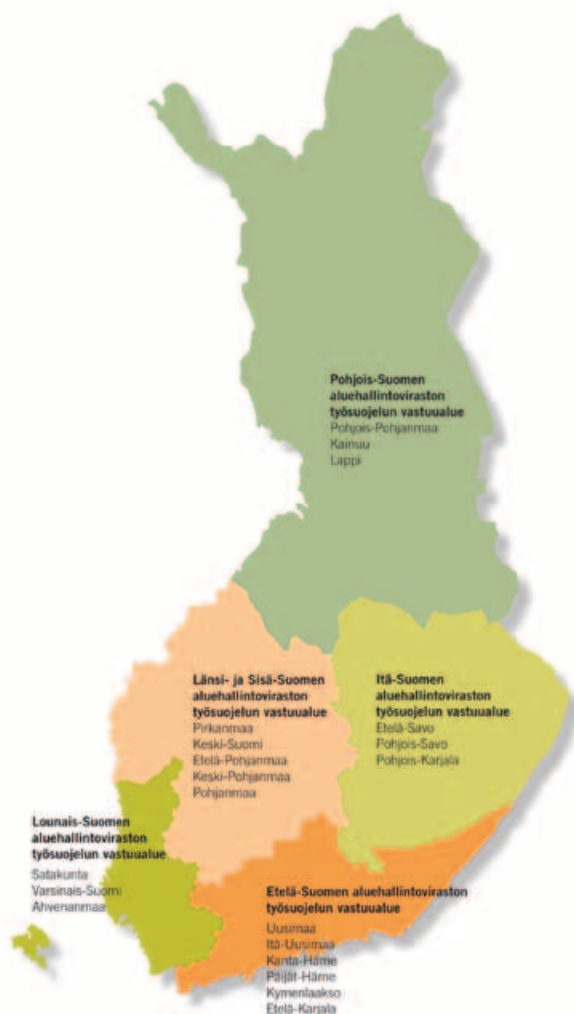 Pohjois-Suomen
aluehallintoviraston
työsuojelun vastuualue
Pohjois-Pohjanmaa
Kainuu
Lappi
Länsi- ja Sisä-Suomen
aluehallintoviraston
työsuojelun vastuualue
Pirkanmaa
Keski-Suomi
Etelä-Pohjanmaa
Keski-Pohjanmaa
Pohjanmaa
Itä-Suomen
aluehallintoviraston
työsuojelun vastuualue
Etelä-Savo
Pohjois-Savo
Pohjois-Karjala
Lounais-Suomen
aluehallintoviraston
työsuojelun vastuualue
Satakunta
Varsinais-Suomi
Ahvenanmaa
Etelä-Suomen aluehallintoviraston
työsuojelun vastuualue
Uusimaa
Itä-Uusimaa
Kanta-Häme
Päijät-Häme
Kymenlaakso
Etelä-Karjala